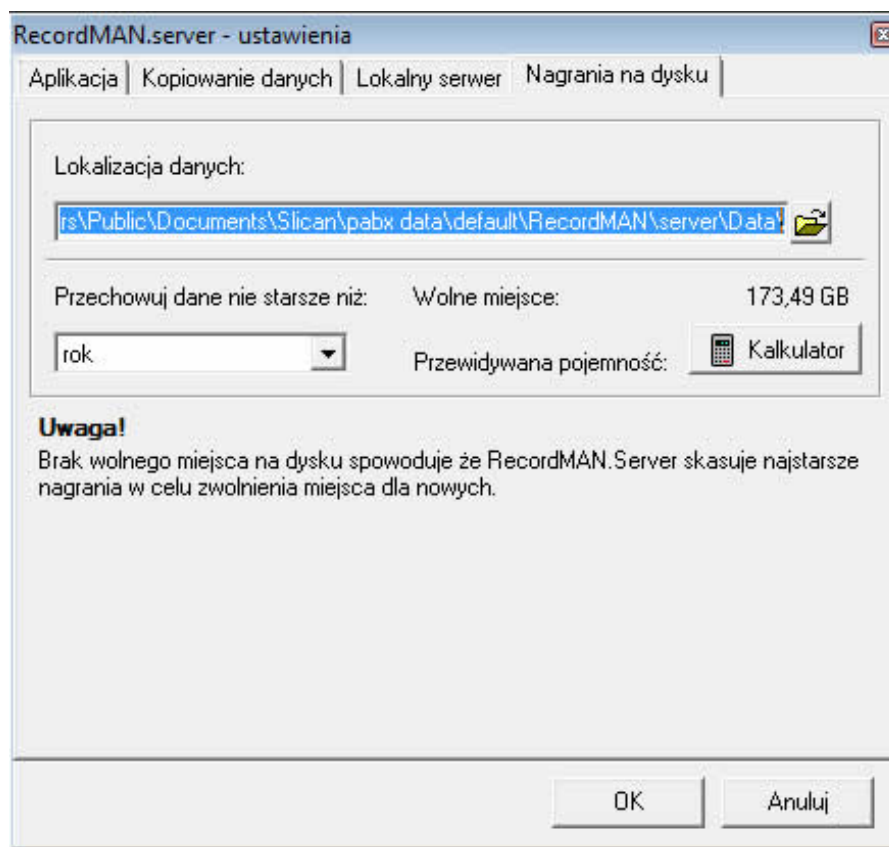 RecordMAN.server - ustawienia
Aplikacja Kopiowanie danych Lokalny serwer Nagrania na dysku
Lokalizacja danych:
rs\Public\Documents\Slican\pabx data\default\RecordMAN\server\Data\
Przechowuj dane nie starsze niż: Wolne miejsce: 173,49 GB
rok Przewidywana pojemność: Kalkulator
Uwaga!
Brak wolnego miejsca na dysku spowoduje że RecordMAN.Server skasuje najstarsze
nagrania w celu zwolnienia miejsca dla nowych.
OK Anuluj